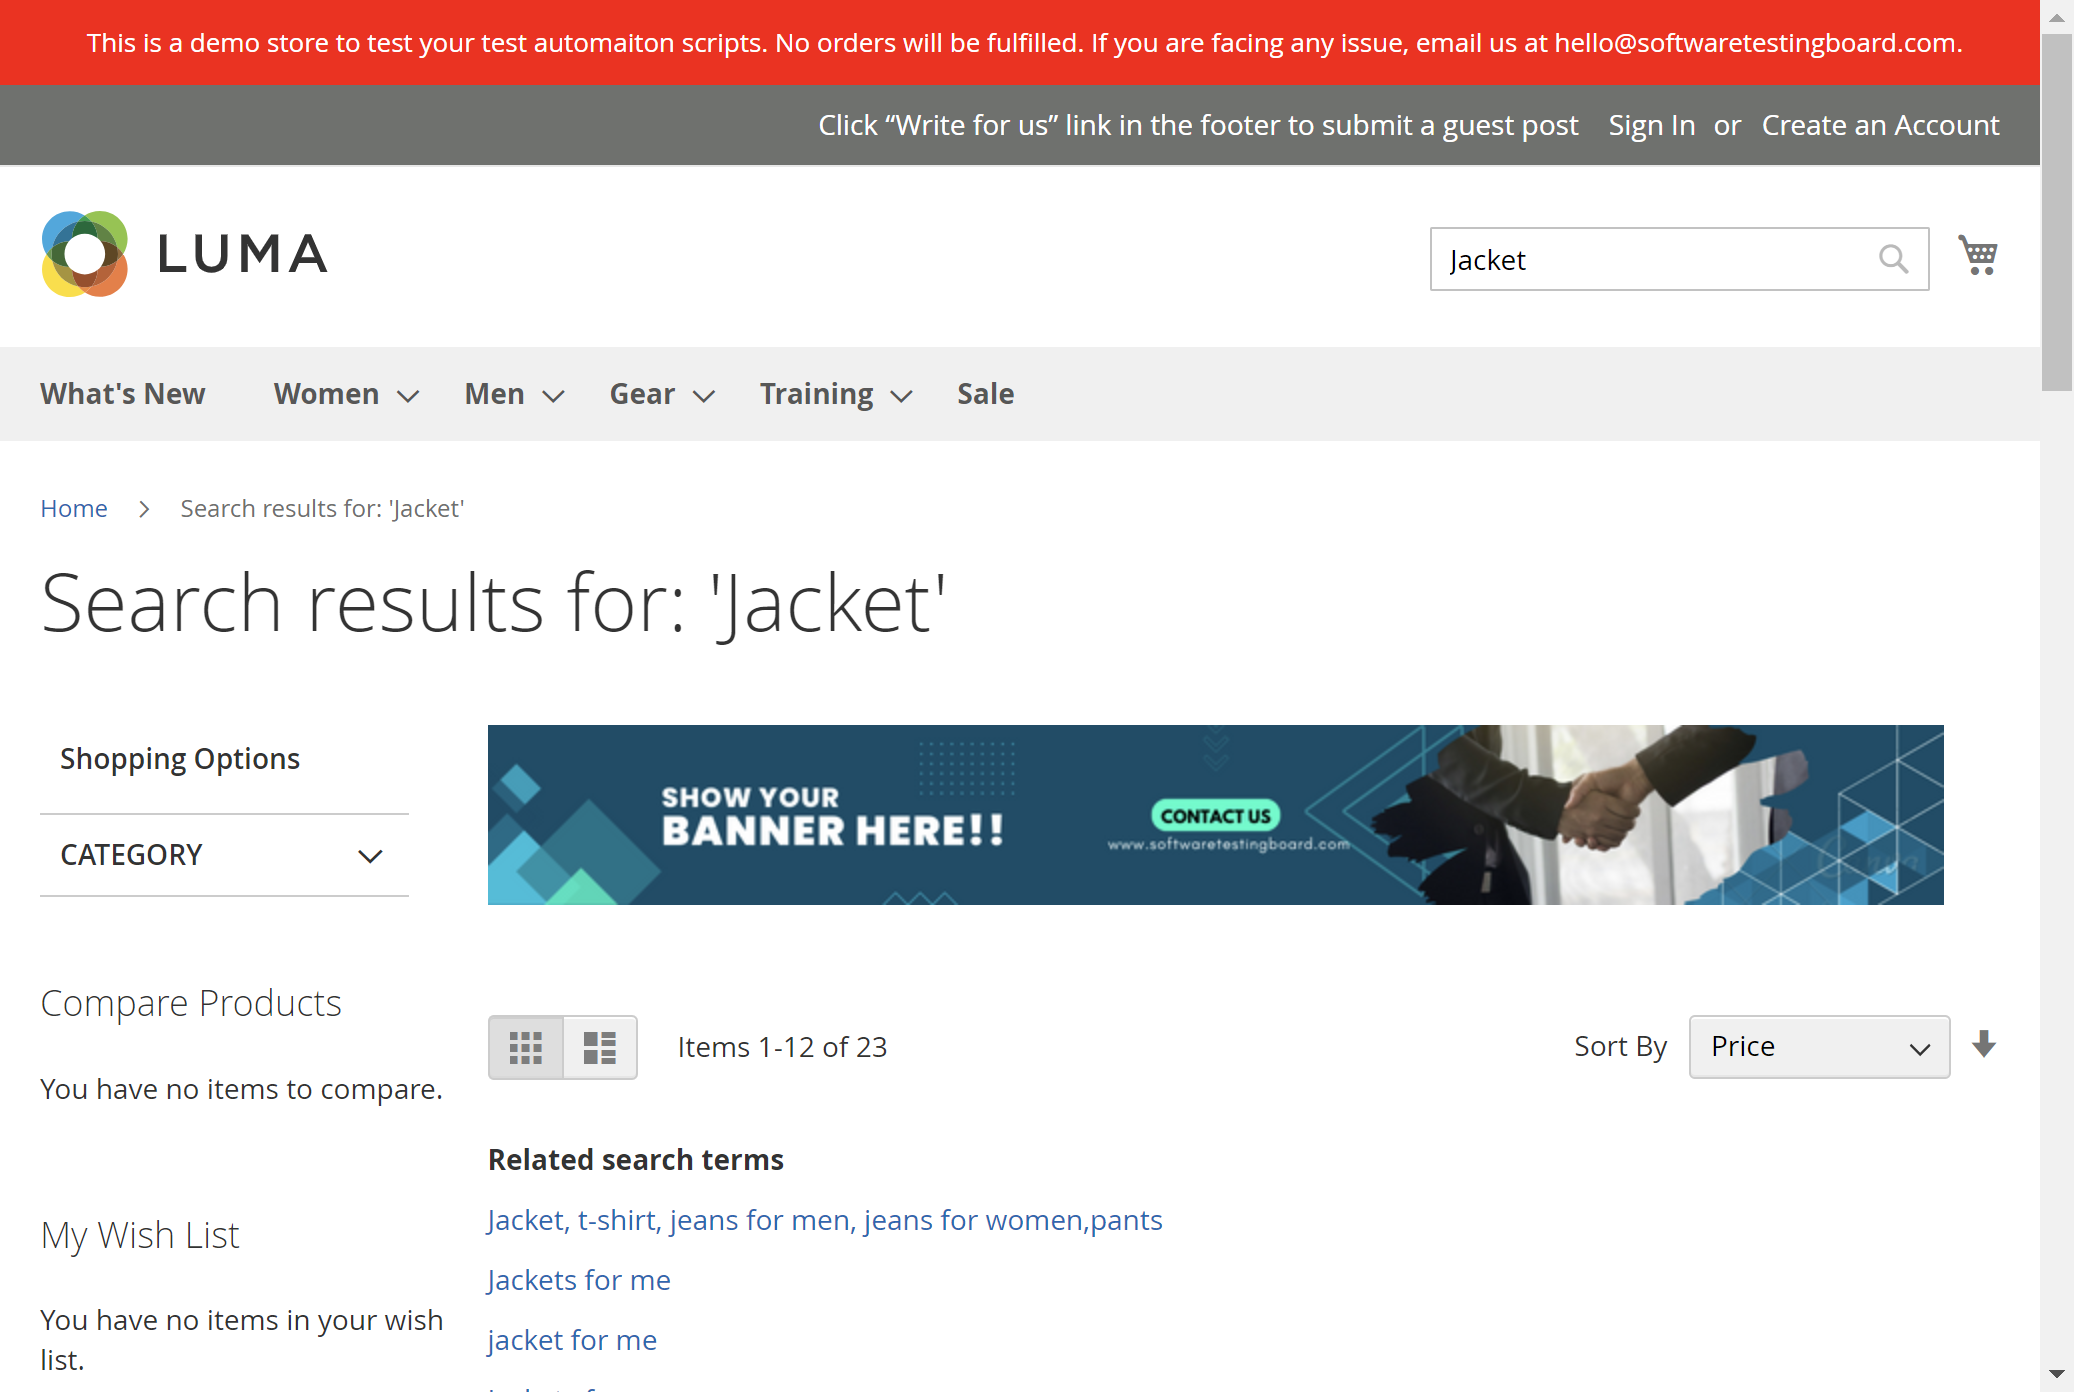 This is a demo store to test your test automaiton scripts. No orders will be fulfilled. If you are facing any issue, email us at hello@softwaretestingboard.com.
Click “Write for us” link in the footer to submit a guest post Sign In or Create an Account
LUMA
Jacket
What's New Women Men Gear Training Sale
Home Search results for: 'Jacket'
Search results for: 'Jacket'
Shopping Options
CATEGORY
SHOW YOUR
BANNER HERE!!
CONTACT US
www.softwaretestingboard.com
Items 1-12 of 23
Sort By Price
Compare Products
You have no items to compare.
My Wish List
You have no items in your wish
list.
Related search terms
Jacket, t-shirt, jeans for men, jeans for women,pants
Jackets for me
jacket for me